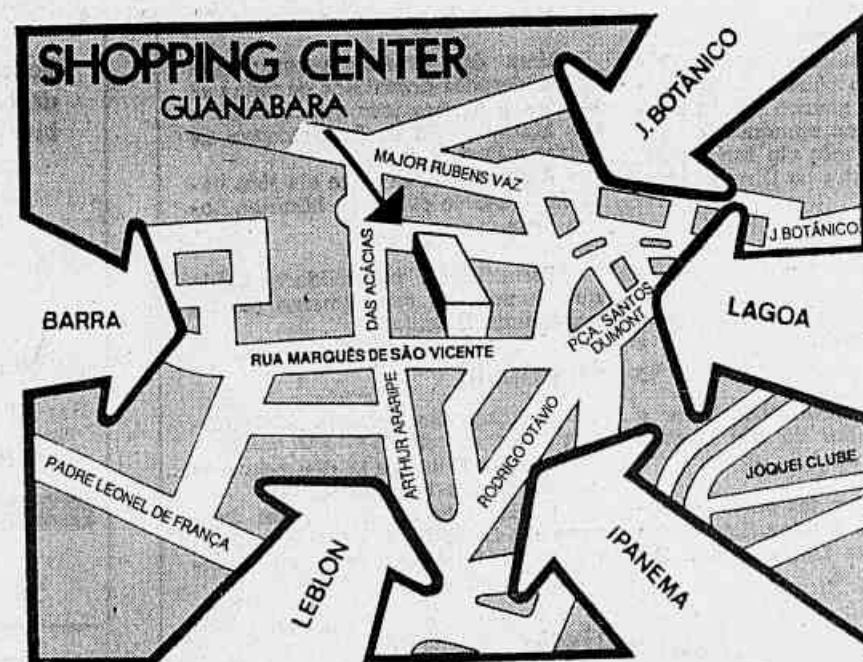 SHOPPING CENTER
GUANABARA
J. BOTÂNICO
MAJOR RUBENS VAZ
J. BOTÂNICO
DAS ACÁCIAS
BARRA
LAGOA
PÇA. SANTOS
DUMONT
RUA MARQUÊS DE SÃO VICENTE
ARTHUR ARARIPE
RODRIGO OTÁVIO
JÓQUEI CLUBE
PADRE LEONEL DE FRANÇA
LEBLON
IPANEMA